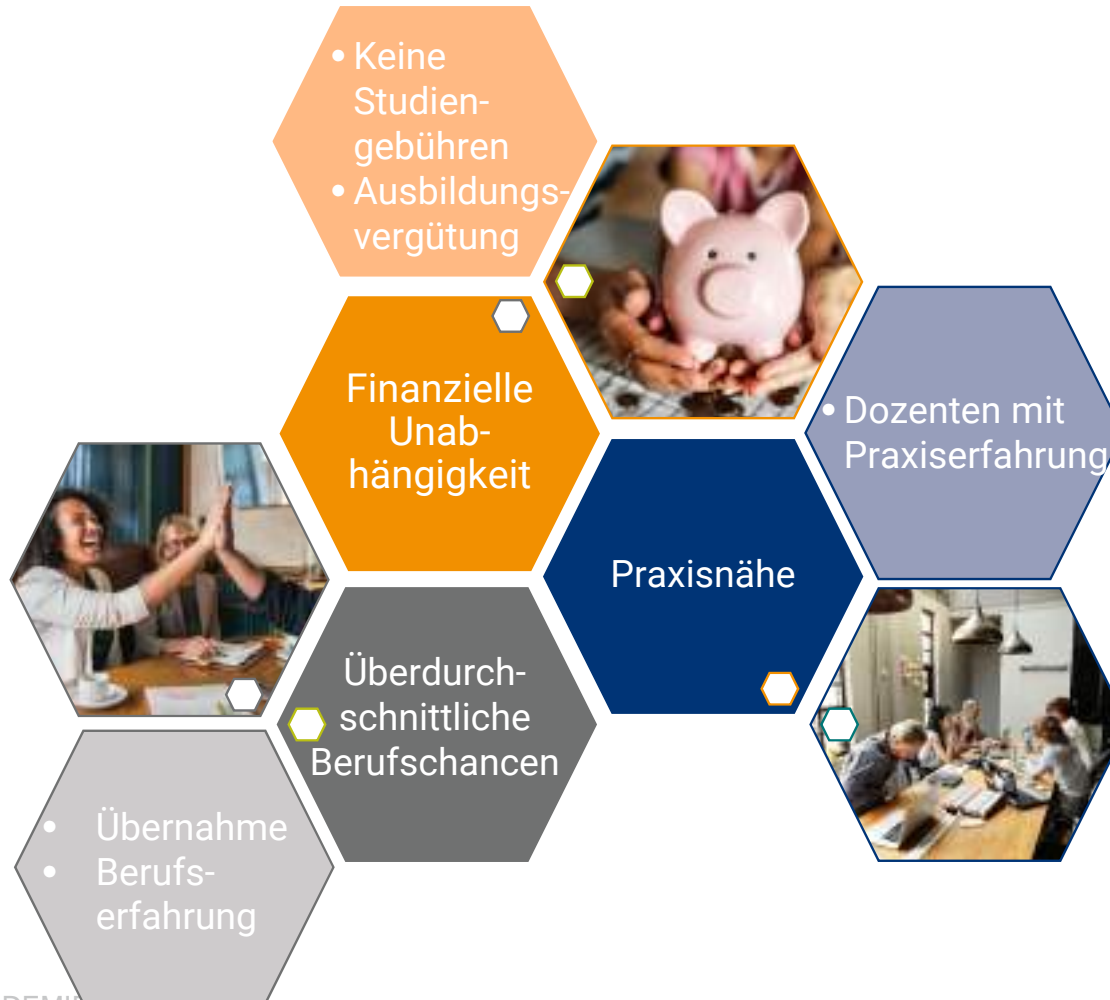 • Keine
Studien-
gebühren
• Ausbildungs-
vergütung
Finanzielle
Unab-
hängigkeit
• Dozenten mit
Praxiserfahrung
Praxisnähe
Überdurch-
schnittliche
Berufschancen
• Übernahme
• Berufs-
erfahrung